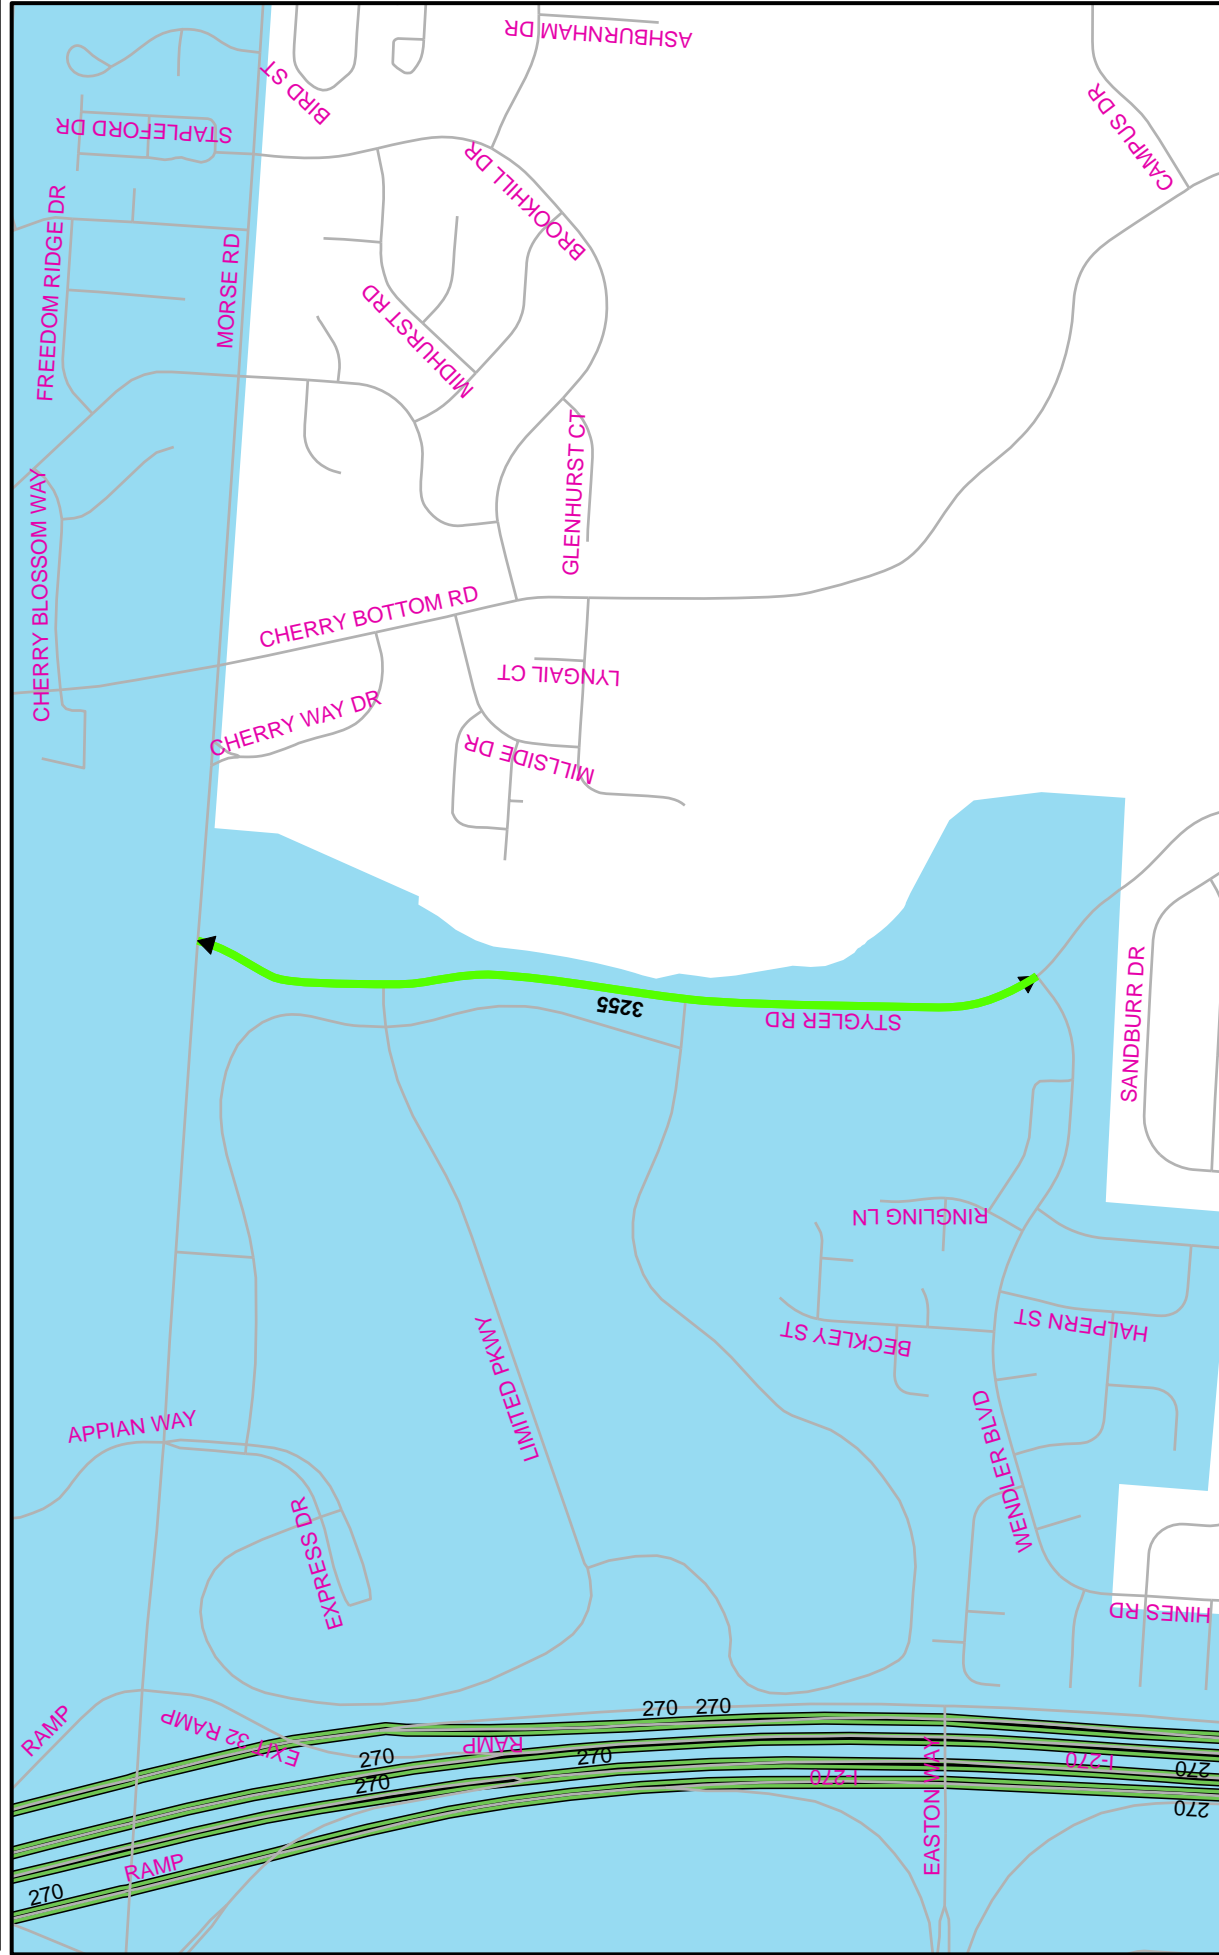 ASHBURNHAM DR
BIRD ST
CAMPUS DR
STAPLEFORD DR
BROOKHILL DR
FREEDOM RIDGE DR
MORSE RD
MIDHURST RD
GLENHURST CT
CHERRY BLOSSOM WAY
CHERRY BOTTOM RD
LYNGAIL CT
CHERRY WAY DR
MILLSIDE DR
3255
STYGLER RD
SANDBURR DR
RINGLING LN
HALPERN ST
BECKLEY ST
LIMITED PKWY
APPIAN WAY
WENDLER BLVD
EXPRESS DR
HINES RD
RAMP
EXIT 32 RAMP
270
270
RAMP
270
270
270
I-270
I-270
270
270
EASTON WAY
RAMP
270